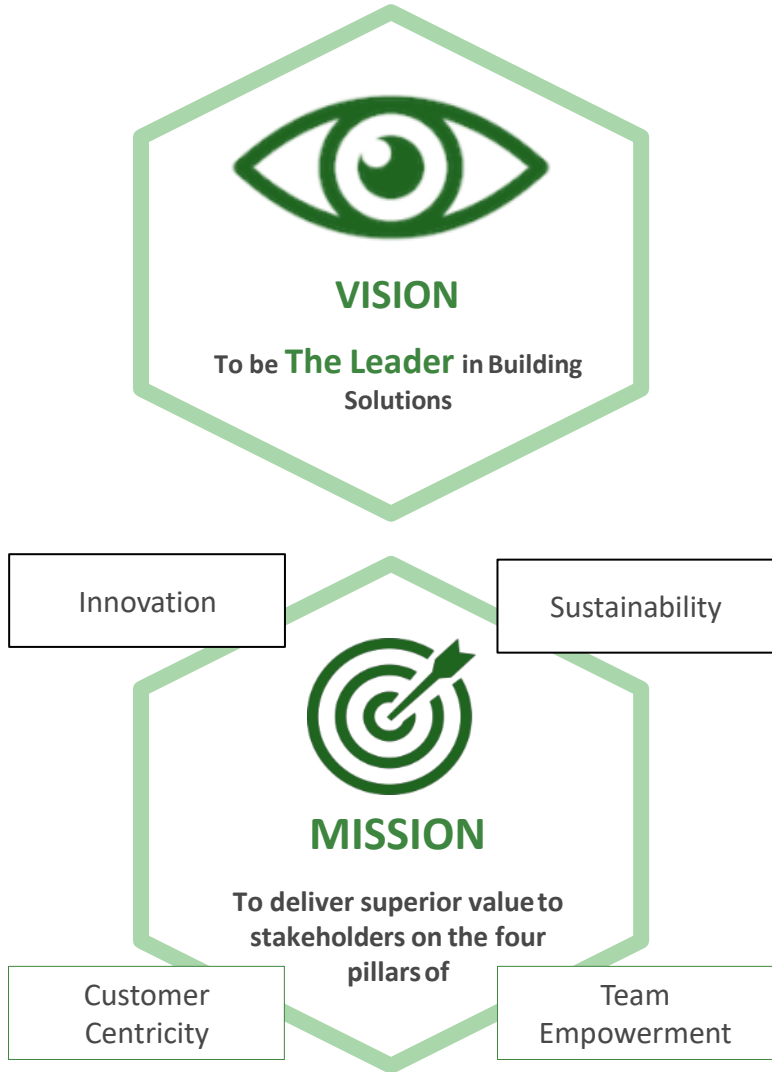 VISION
To be The Leader in Building
Solutions
Innovation
Sustainability
MISSION
To deliver superior value to
stakeholders on the four
pillars of
Customer
Centricity
Team
Empowerment